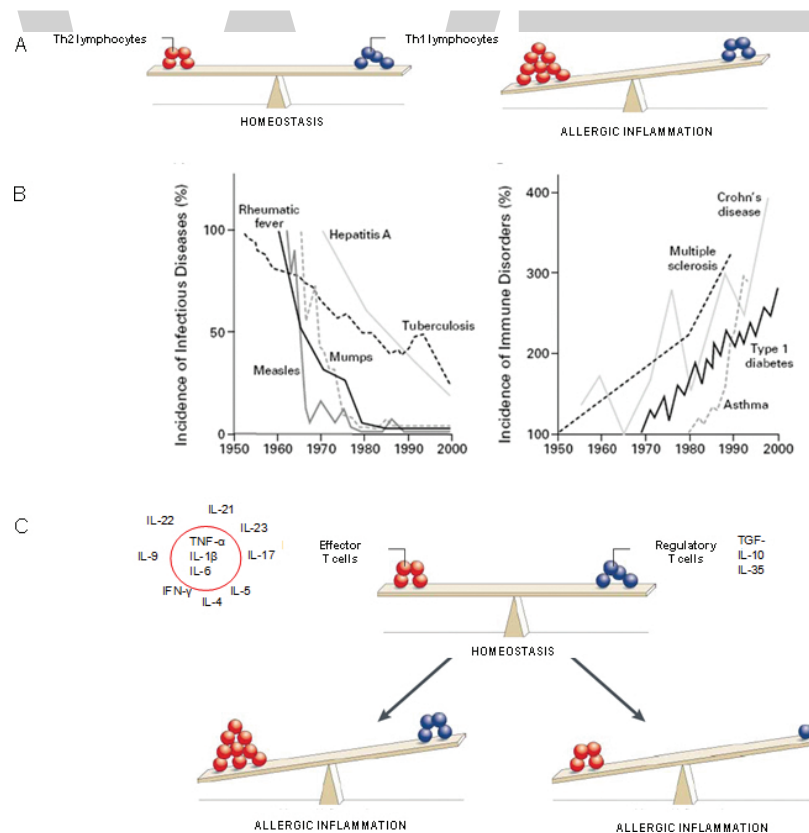 A
Th2 lymphocytes
Th1 lymphocytes
HOMEOSTASIS
ALLERGIC INFLAMMATION
B
Incidence of Infectious Diseases (%)
100
50
0
1950 1960 1970 1980 1990 2000
Rheumatic
fever
Hepatitis A
Tuberculosis
Mumps
Measles
Incidence of Immune Disorders (%)
400
300
200
100
1950 1960 1970 1980 1990 2000
Crohn's
disease
Multiple
sclerosis
Type 1
diabetes
Asthma
C
IL-21
IL-22
IL-23
TNF-α
IL-9
IL-1β
IL-17
IL-6
IFN-γ
IL-5
IL-4
Effector
T cells
Regulatory
T cells
TGF-
IL-10
IL-35
HOMEOSTASIS
ALLERGIC INFLAMMATION
ALLERGIC INFLAMMATION